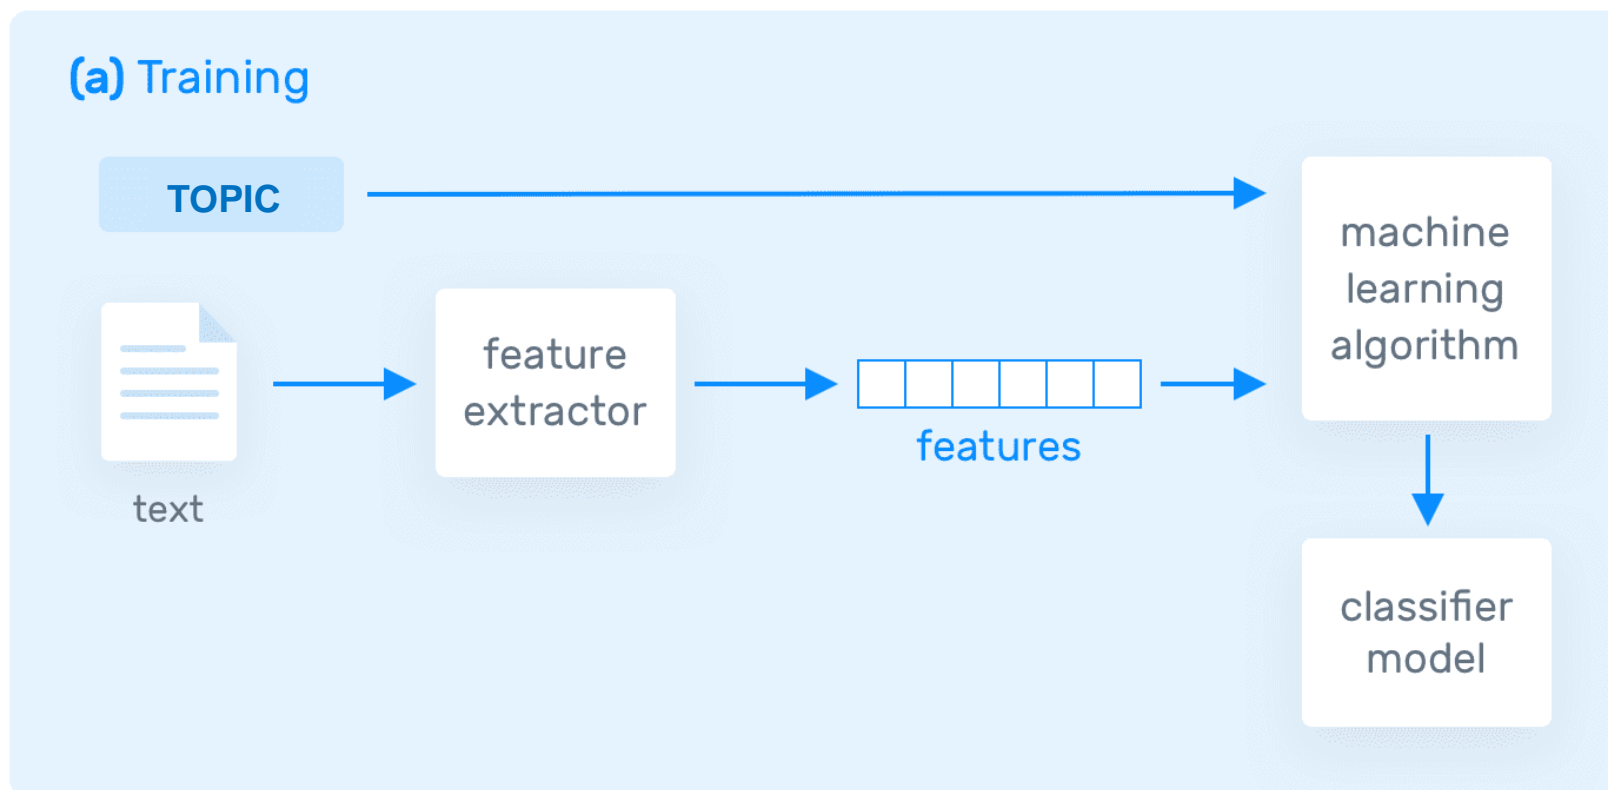 (a) Training
TOPIC
machine
learning
algorithm
feature
extractor
features
text
classifier
model